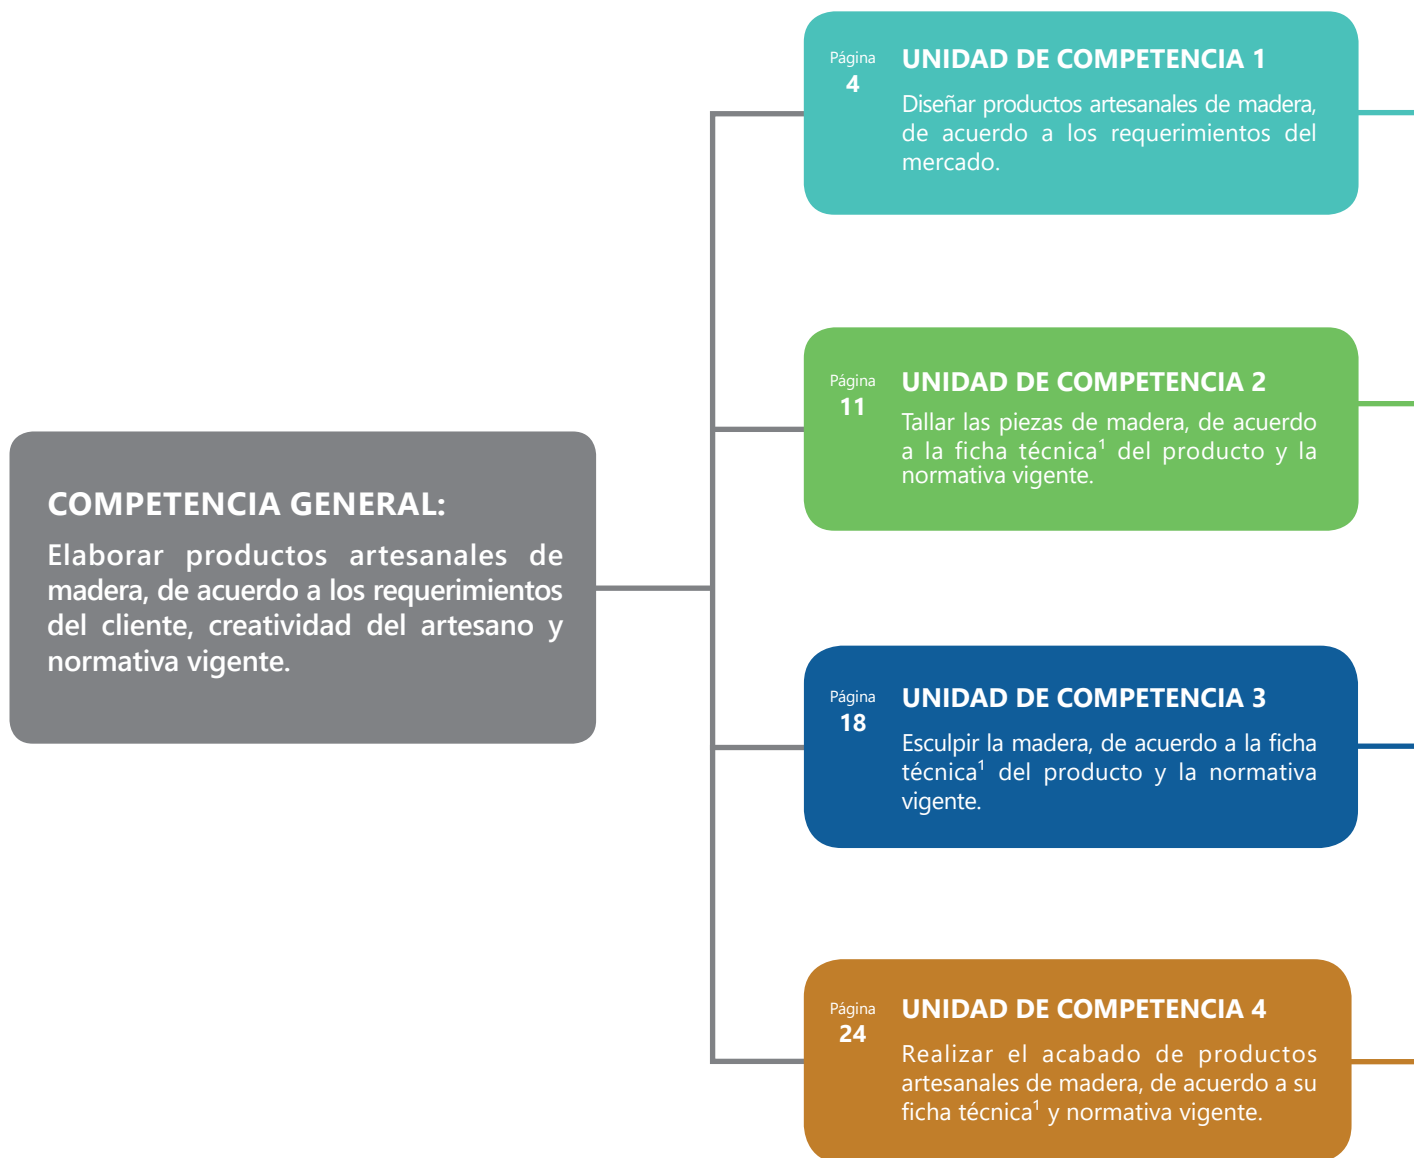 COMPETENCIA GENERAL:
Elaborar productos artesanales de
madera, de acuerdo a los requerimientos
del cliente, creatividad del artesano y
normativa vigente.
Página
4
UNIDAD DE COMPETENCIA 1
Diseñar productos artesanales de madera,
de acuerdo a los requerimientos del
mercado.
Página
11
UNIDAD DE COMPETENCIA 2
Tallar las piezas de madera, de acuerdo
a la ficha técnica¹ del producto y la
normativa vigente.
Página
18
UNIDAD DE COMPETENCIA 3
Esculpir la madera, de acuerdo a la ficha
técnica¹ del producto y la normativa
vigente.
Página
24
UNIDAD DE COMPETENCIA 4
Realizar el acabado de productos
artesanales de madera, de acuerdo a su
ficha técnica¹ y normativa vigente.